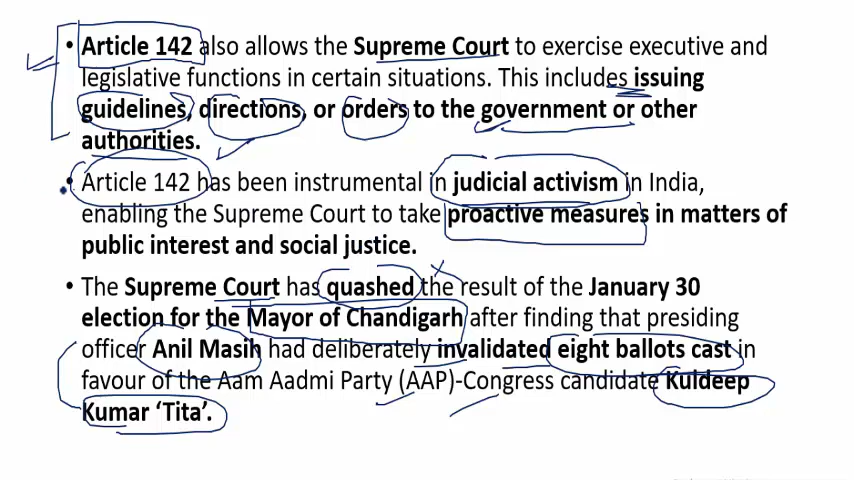 • Article 142 also allows the Supreme Court to exercise executive and
legislative functions in certain situations. This includes issuing
guidelines, directions, or orders to the government or other
authorities.
• Article 142 has been instrumental in judicial activism in India,
enabling the Supreme Court to take proactive measures in matters of
public interest and social justice.
• The Supreme Court has quashed the result of the January 30
election for the Mayor of Chandigarh after finding that presiding
officer Anil Masih had deliberately invalidated eight ballots cast in
favour of the Aam Aadmi Party (AAP)-Congress candidate Kuldeep
Kumar ‘Tita’.